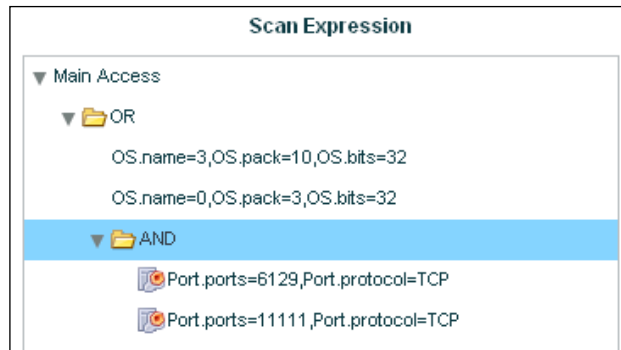 Scan Expression
Main Access
OR
OS.name=3,OS.pack=10,OS.bits=32
OS.name=0,OS.pack=3,OS.bits=32
AND
Port.ports=6129,Port.protocol=TCP
Port.ports=11111,Port.protocol=TCP